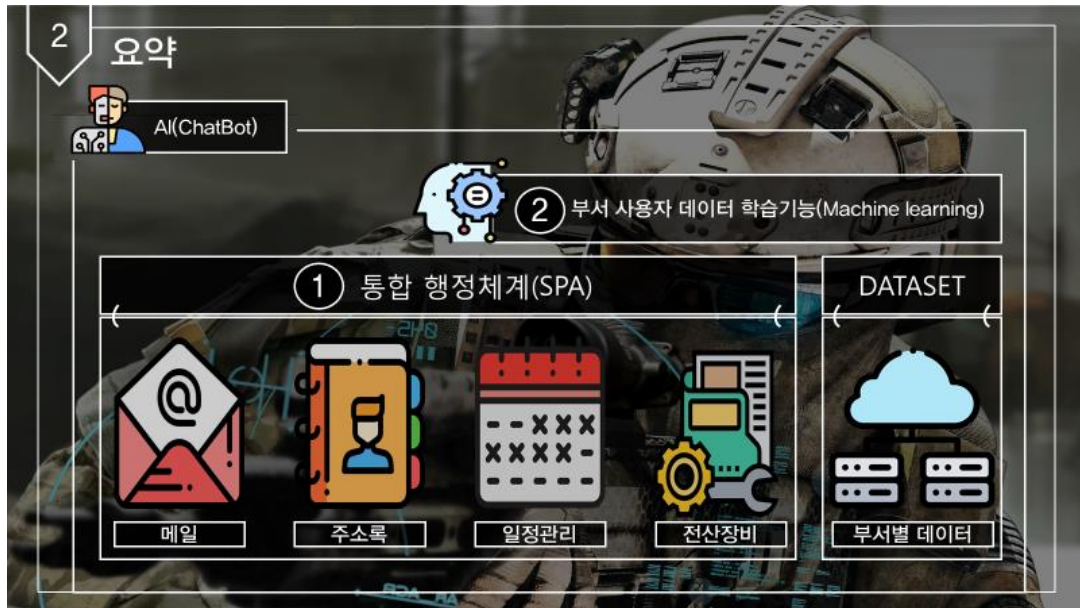 2
요약
AI(ChatBot)
2 부서 사용자 데이터 학습기능(Machine learning)
1 통합 행정체계(SPA)
DATASET
@
메일
주소록
일정관리
전산장비
부서별 데이터